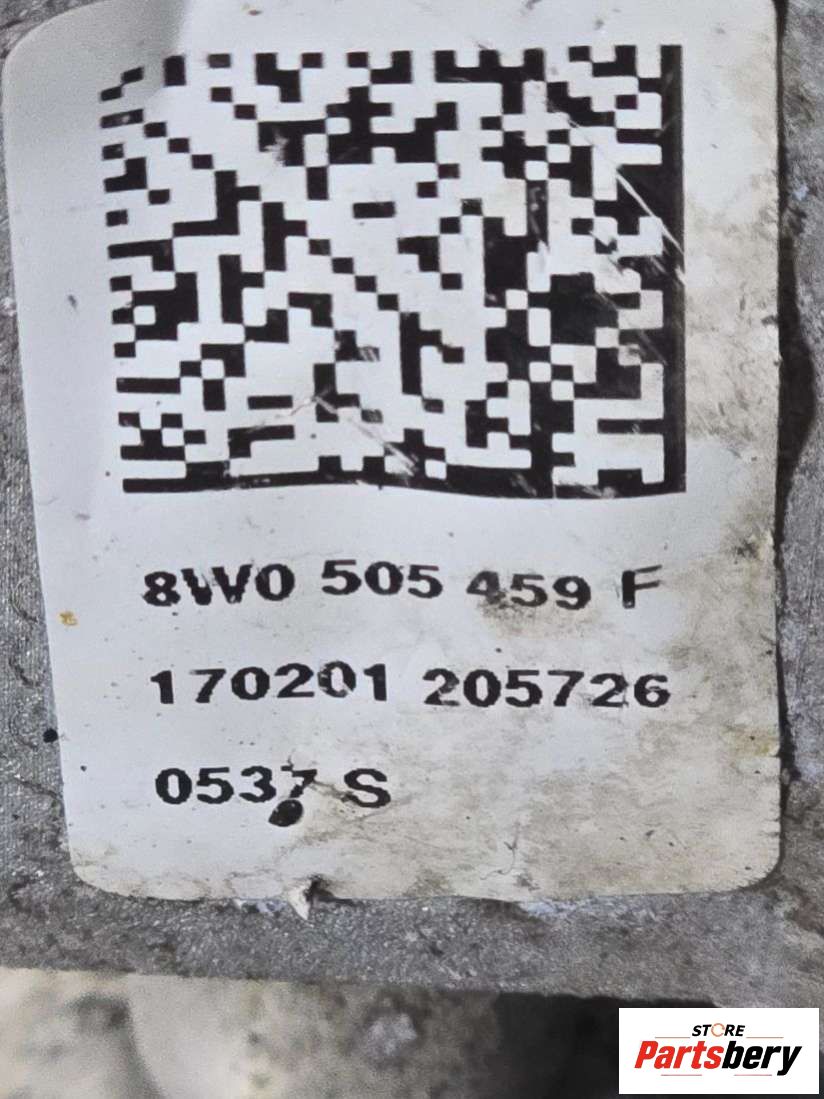 8W0 505 459 F
170201 205726
0537 S
STORE
Partsbery